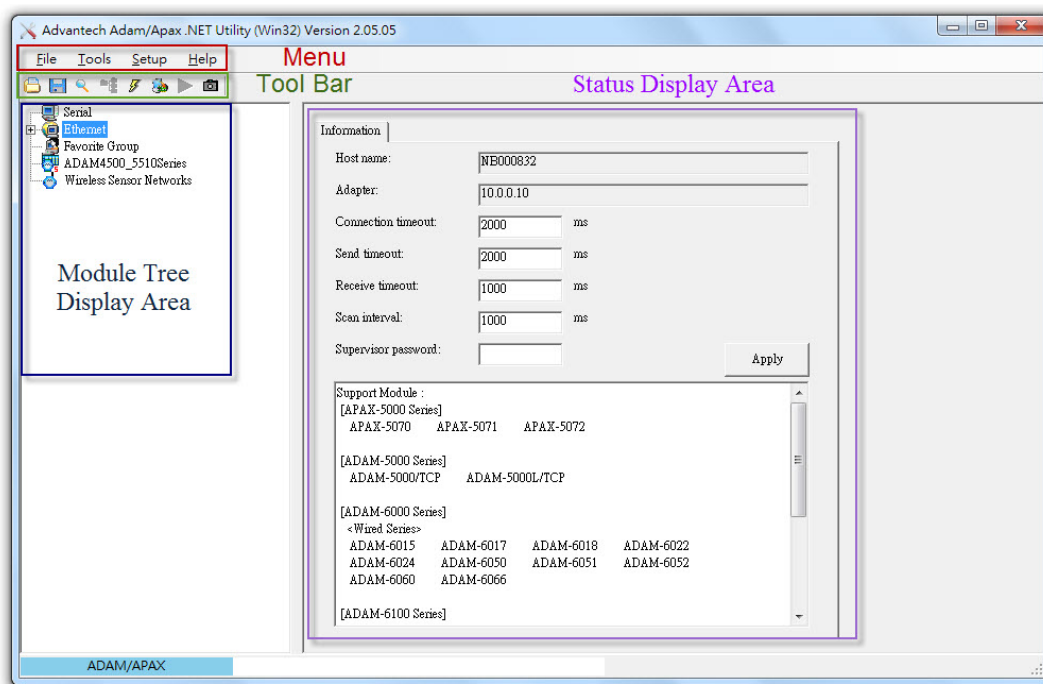 Advantech Adam/Apax .NET Utility (Win32) Version 2.05.05
File Tools Setup Help
Menu
Tool Bar
Status Display Area
Serial
Ethernet
Favorite Group
ADAM4500_5510Series
Wireless Sensor Networks
Module Tree
Display Area
Information
Host name: NB000832
Adapter: 10.0.0.10
Connection timeout: 2000 ms
Send timeout: 2000 ms
Receive timeout: 1000 ms
Scan interval: 1000 ms
Supervisor password:
Apply
Support Module :
[APAX-5000 Series]
APAX-5070 APAX-5071 APAX-5072
[ADAM-5000 Series]
ADAM-5000/TCP ADAM-5000L/TCP
[ADAM-6000 Series]
<Wired Series>
ADAM-6015 ADAM-6017 ADAM-6018 ADAM-6022
ADAM-6024 ADAM-6050 ADAM-6051 ADAM-6052
ADAM-6060 ADAM-6066
[ADAM-6100 Series]
ADAM/APAX